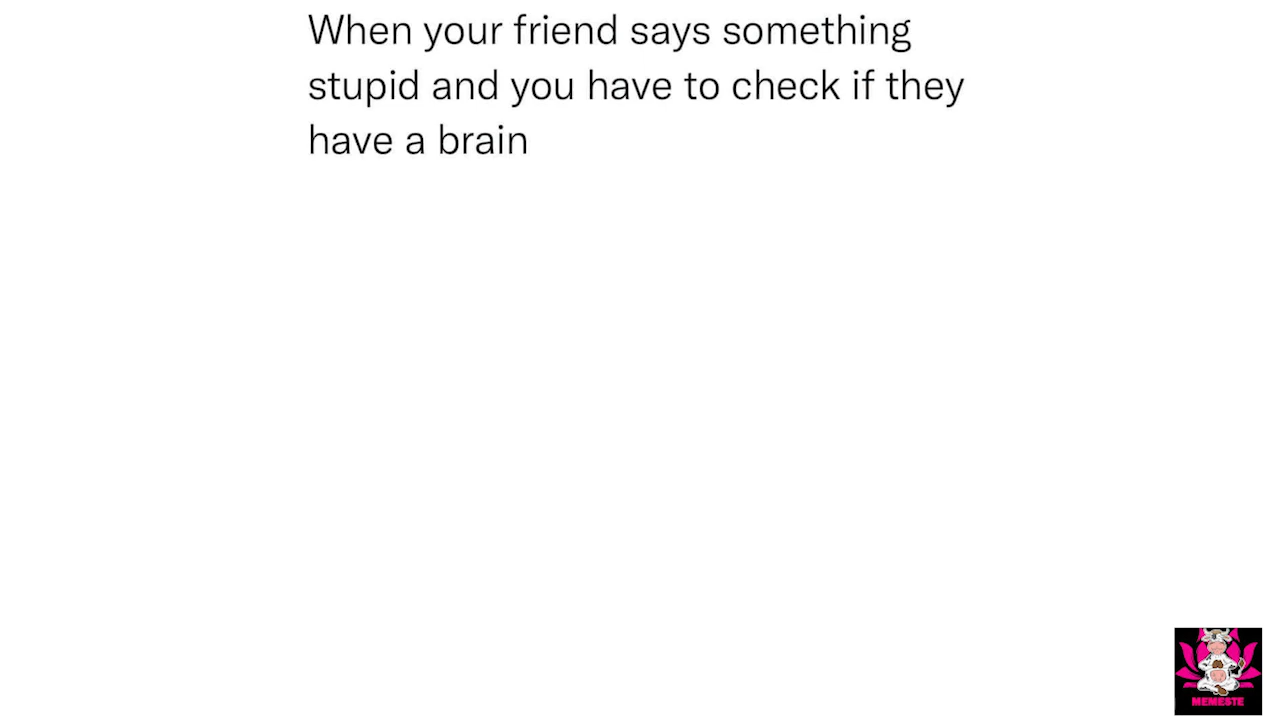 When your friend says something
stupid and you have to check if they
have a brain
MEMESTE